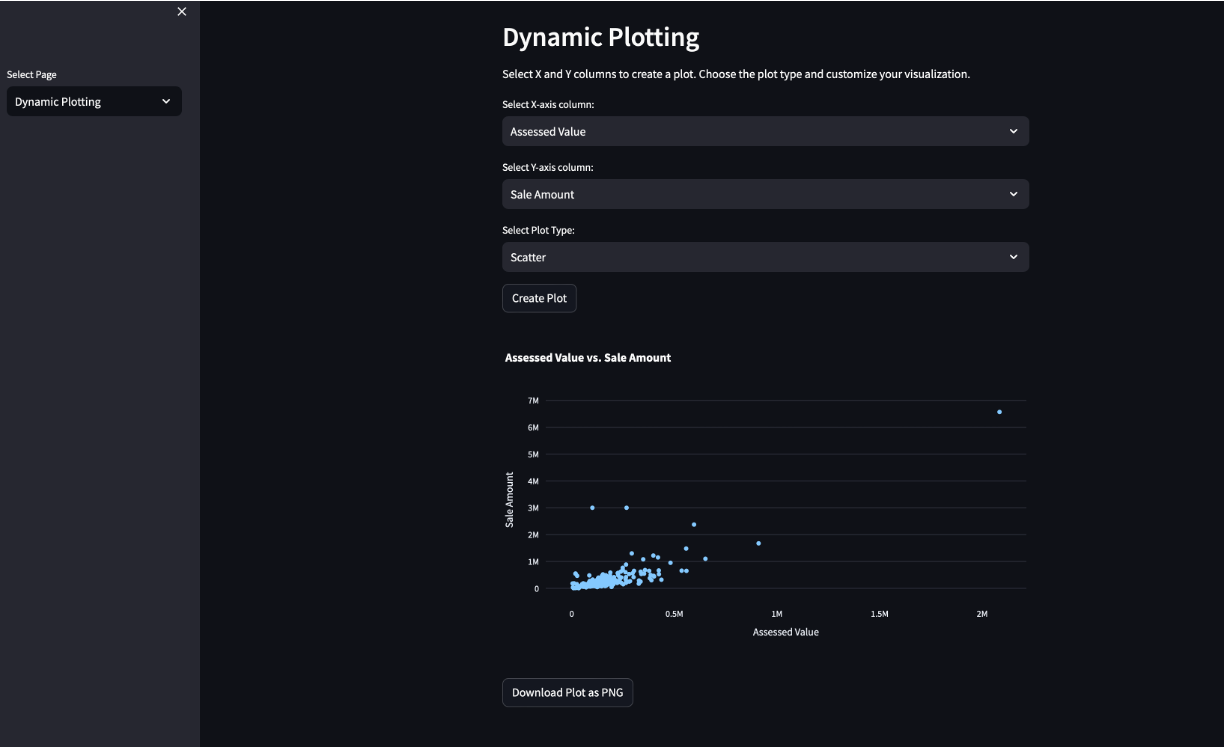 Select Page
Dynamic Plotting
Dynamic Plotting
Select X and Y columns to create a plot. Choose the plot type and customize your visualization.
Select X-axis column:
Assessed Value
Select Y-axis column:
Sale Amount
Select Plot Type:
Scatter
Create Plot
Assessed Value vs. Sale Amount
7M
6M
5M
4M
3M
2M
1M
0
Sale Amount
0 0.5M 1M 1.5M 2M
Assessed Value
Download Plot as PNG